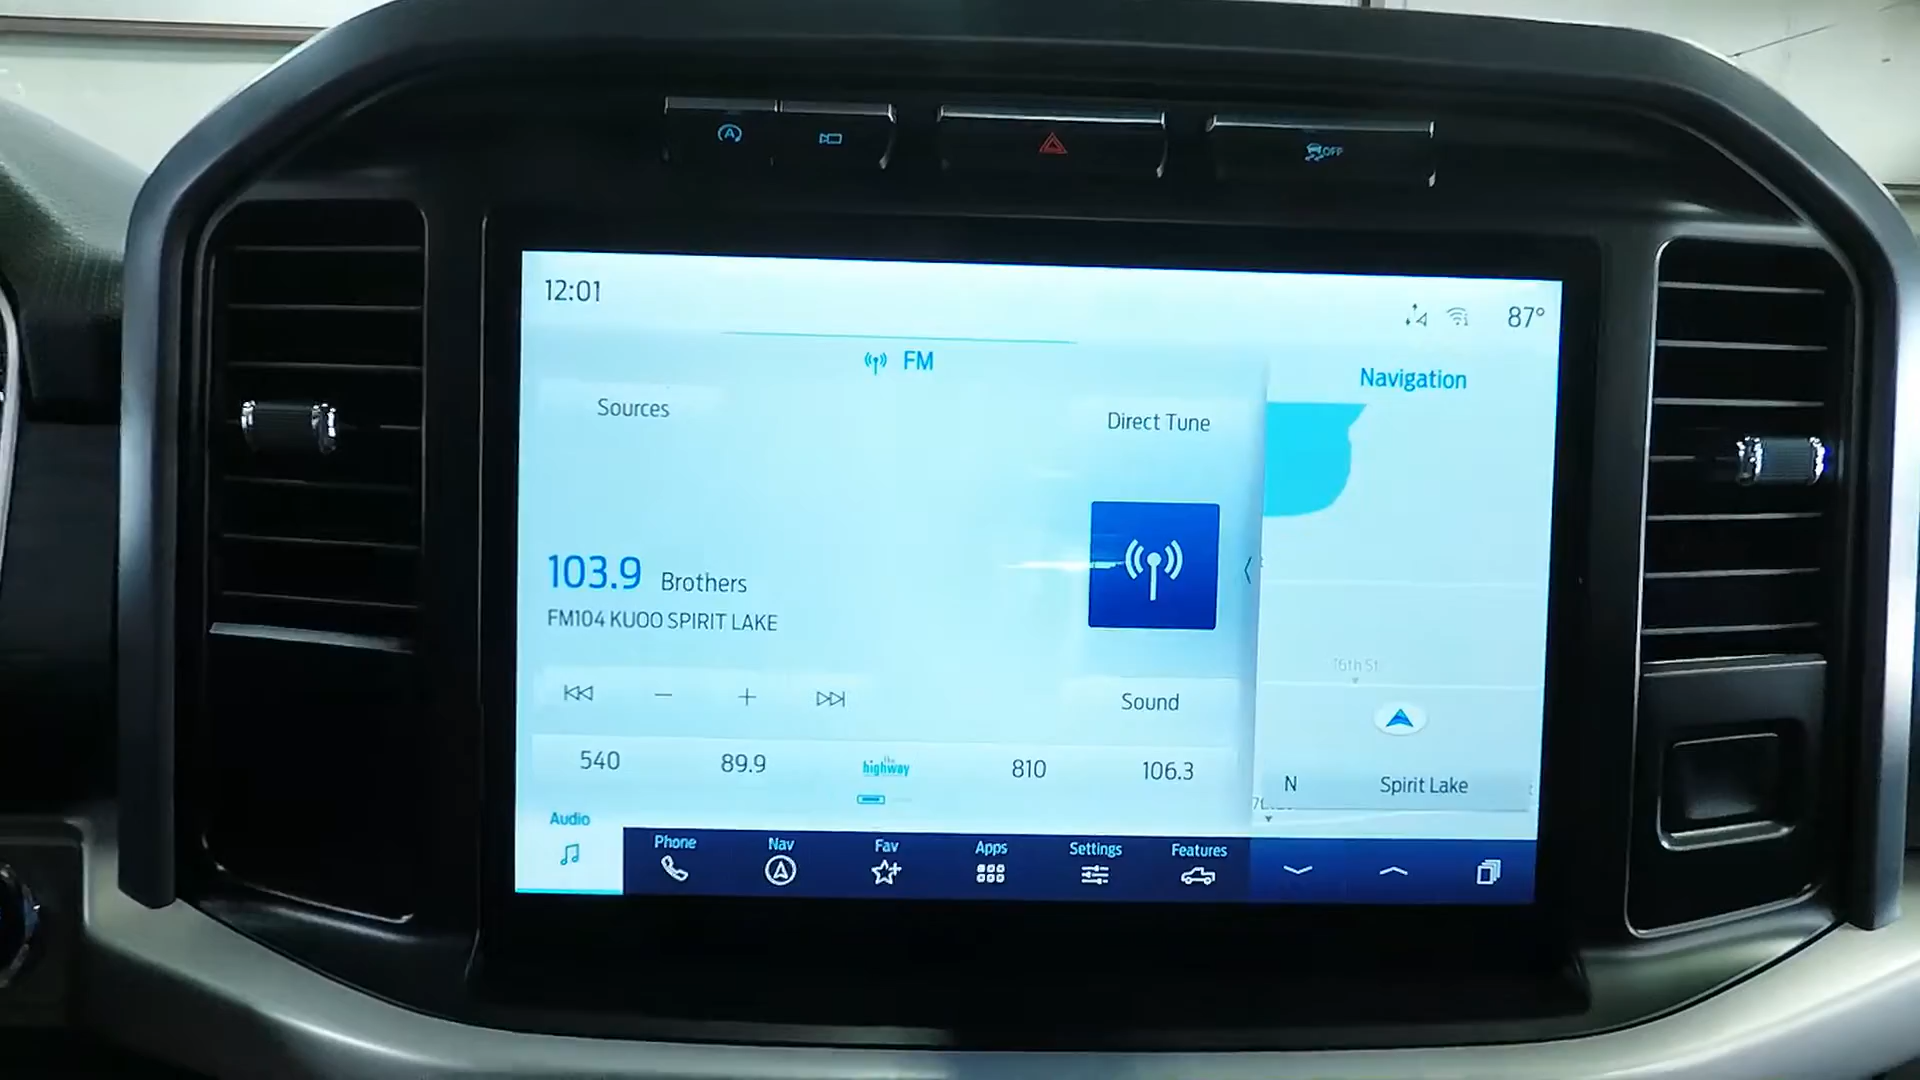 A
OFF
12:01
87°
FM
Navigation
Sources
Direct Tune
103.9 Brothers
FM104 KUOO SPIRIT LAKE
16th St
Sound
540 89.9 the highway 810 106.3
N Spirit Lake
Audio
Phone Nav Fav Apps Settings Features